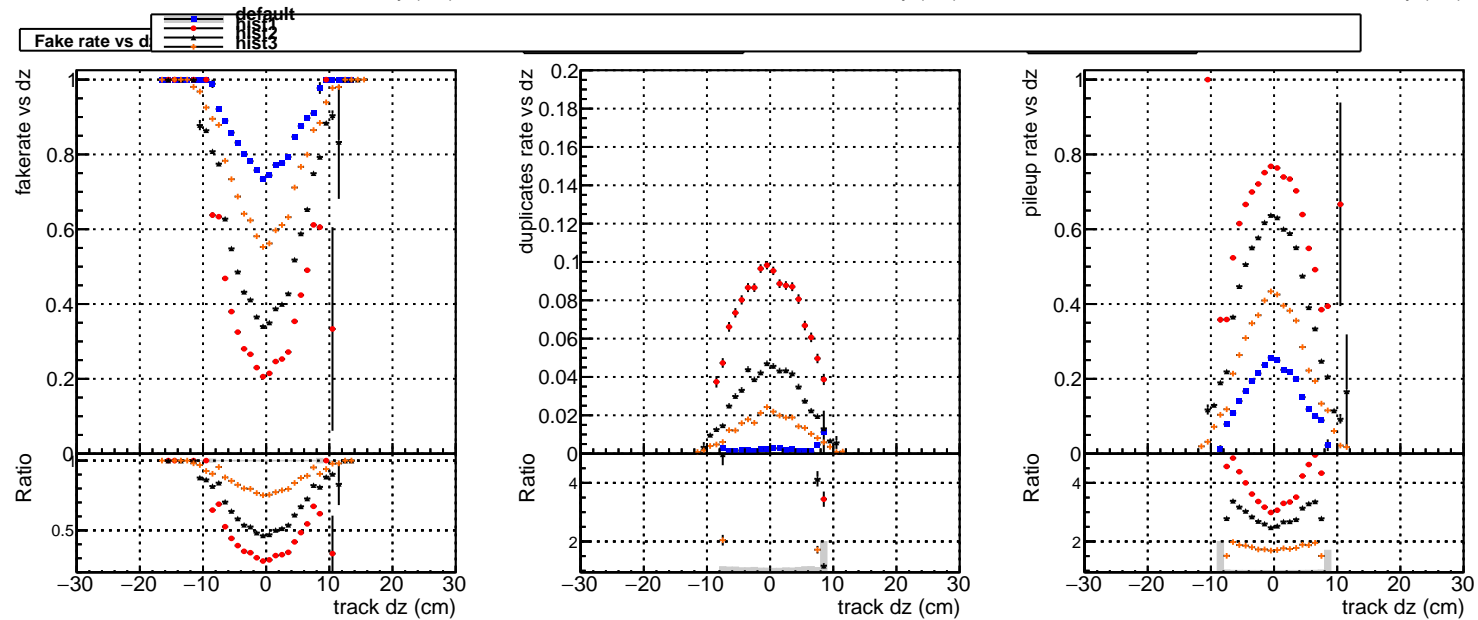 default
hist1
hist2
hist3
Fake rate vs dz
fakerate vs dz
1
0.8
0.6
0.4
0.2
0
Ratio
1
0.5
−30 −20 −10 0 10 20 30
track dz (cm)
duplicates rate vs dz
0.2
0.18
0.16
0.14
0.12
0.1
0.08
0.06
0.04
0.02
0
Ratio
4
2
−30 −20 −10 0 10 20 30
track dz (cm)
pileup rate vs dz
1
0.8
0.6
0.4
0.2
0
Ratio
4
2
−30 −20 −10 0 10 20 30
track dz (cm)